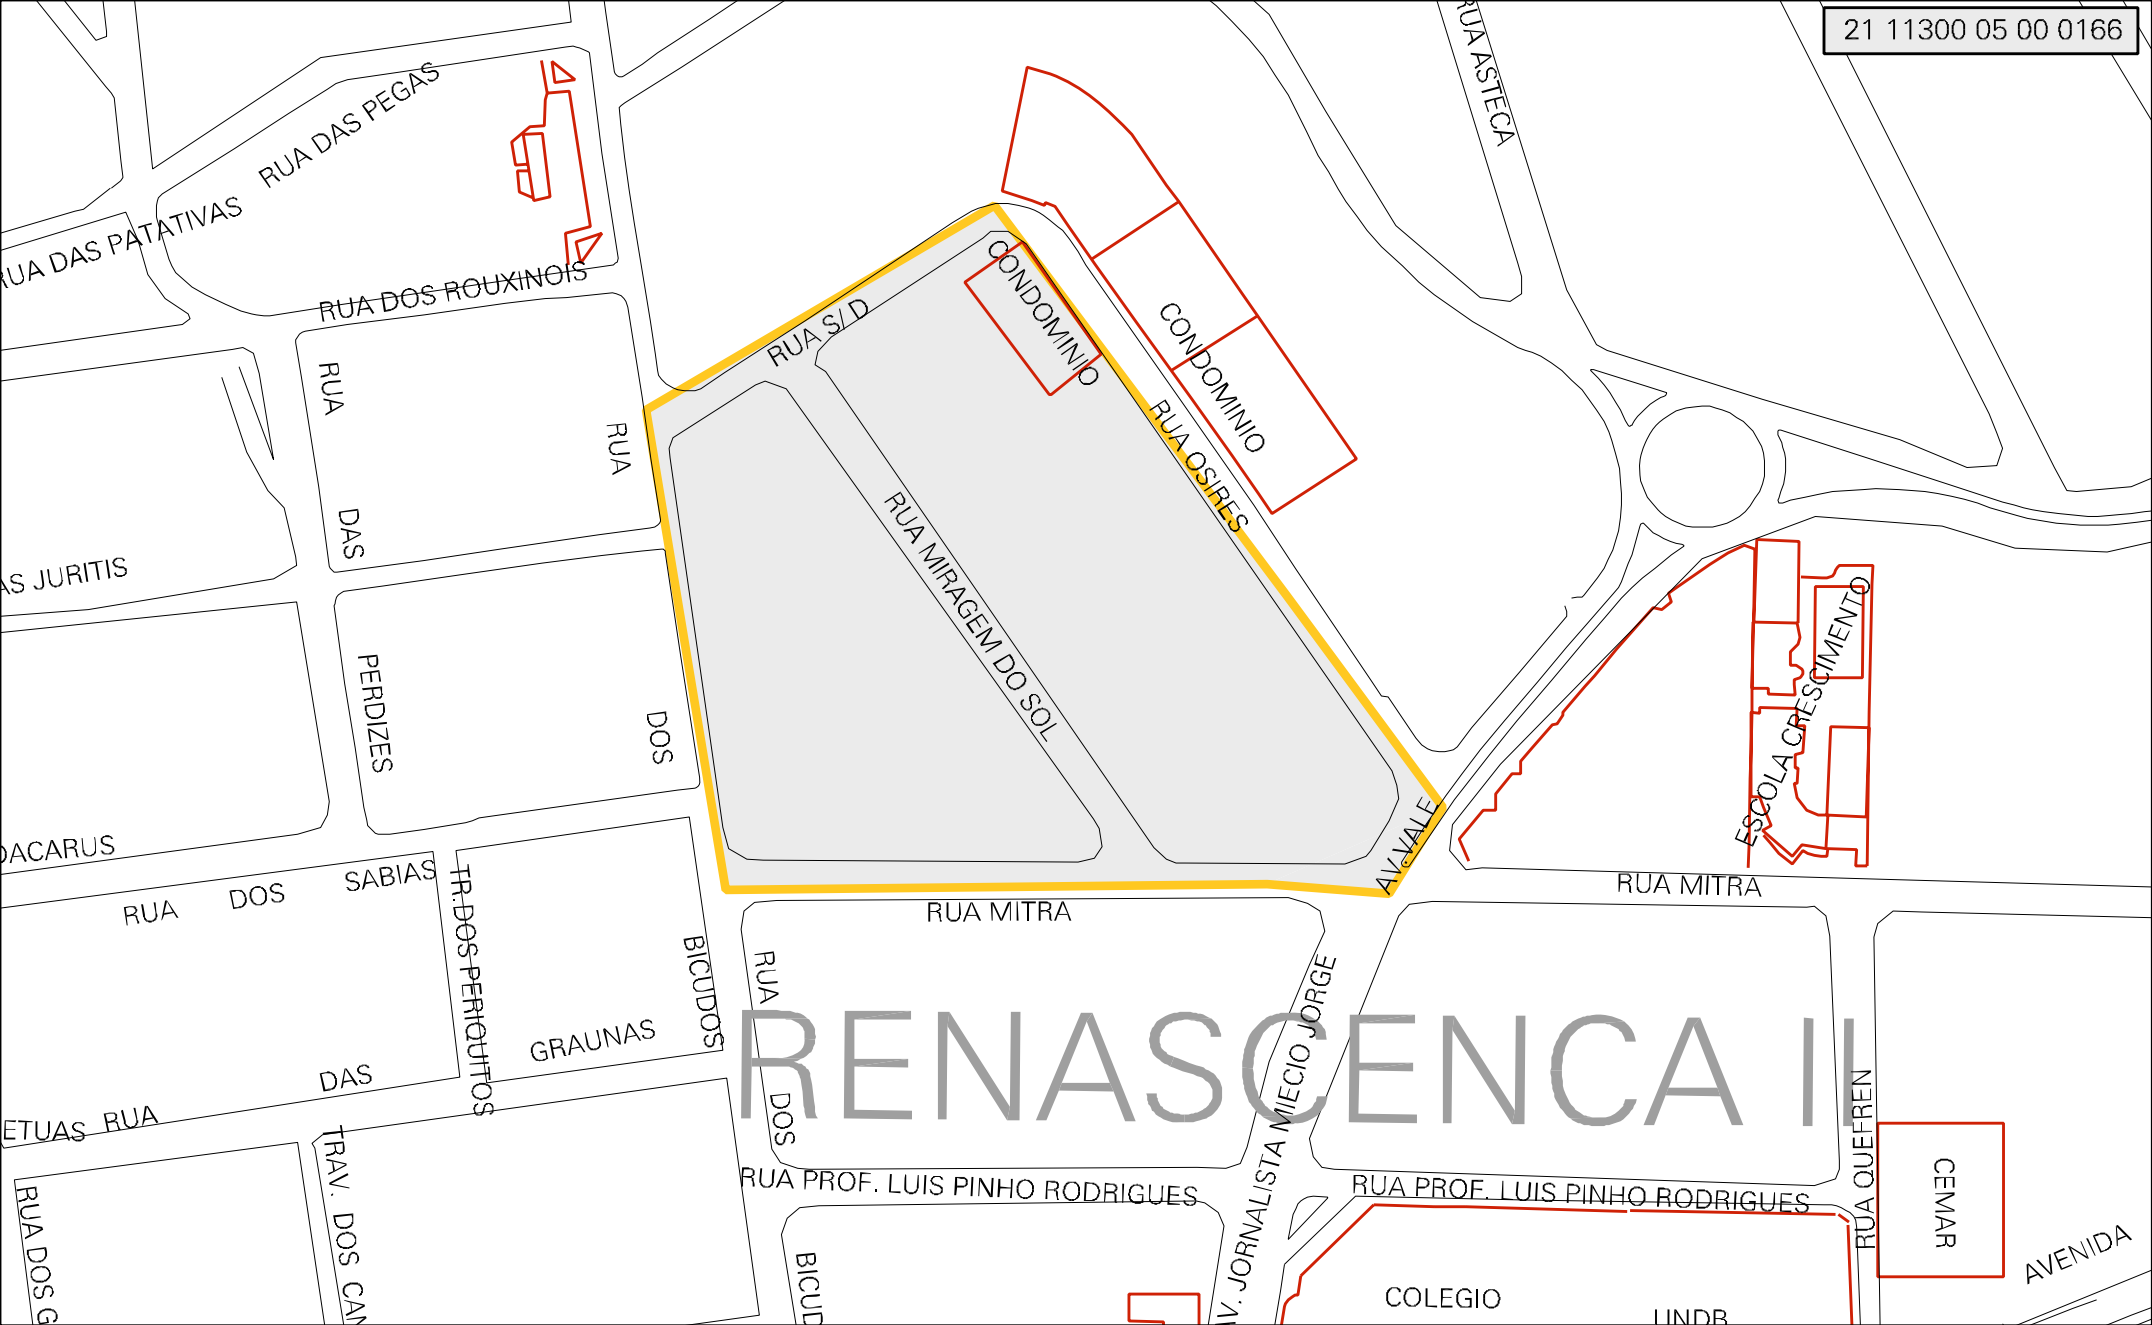 21 11300 05 00 0166
RUA ASTECA
RUA DAS PEGAS
RUA DAS PATATIVAS
RUA DOS ROUXINOIS
CONDOMINIO
CONDOMINIO
RUA S/ D
RUA OSIRES
RUA
DAS
PERDIZES
RUA
DOS
BICUDOS
RUA MIRAGEM DO SOL
AS JURITIS
ESCOLA CRESCIMENTO
AV.VALE
DACARUS
RUA DOS SABIAS
TR.DOS PERIQUITOS
RUA MITRA
RUA MITRA
RUA
DOS
BICUD
RENASCENCA II
AV. JORNALISTA MIECIO JORGE
ETUAS RUA DAS GRAUNAS
RUA QUEFREN
CEMAR
RUA PROF. LUIS PINHO RODRIGUES
RUA PROF. LUIS PINHO RODRIGUES
RUA DOS G
TRAV. DOS CAN
AVENIDA
COLEGIO
UNDB